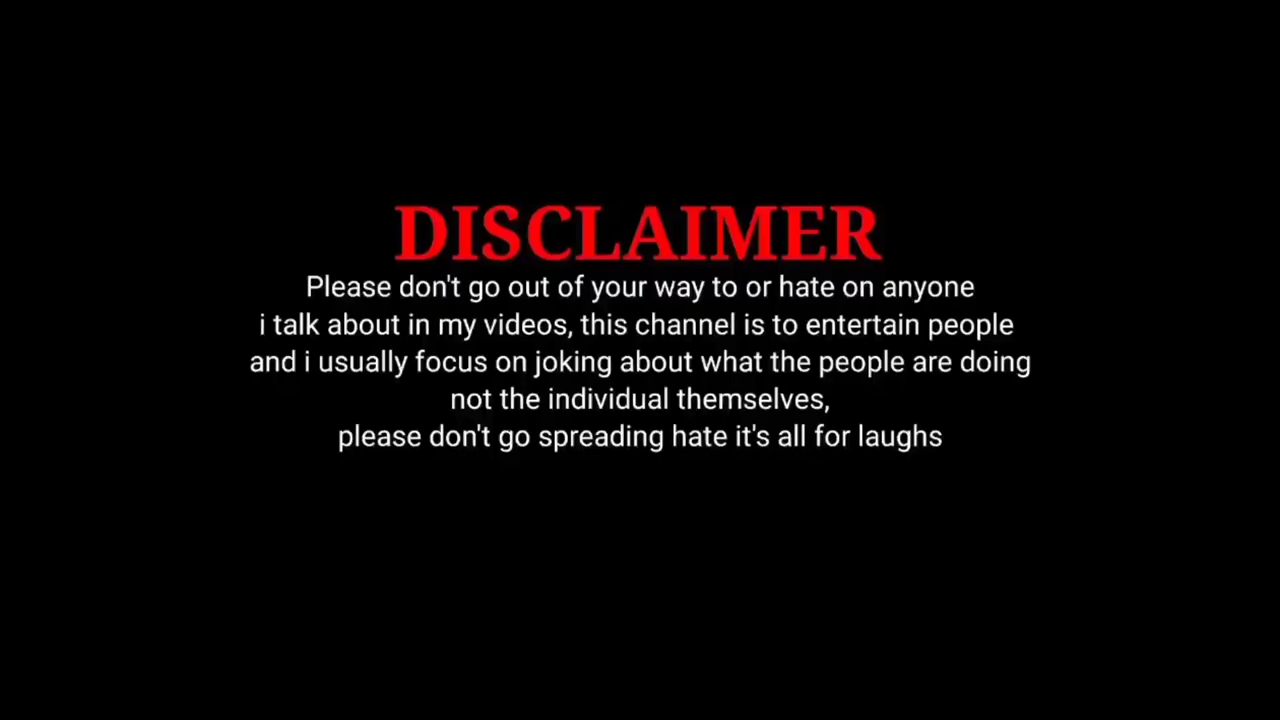 DISCLAIMER
Please don't go out of your way to or hate on anyone
i talk about in my videos, this channel is to entertain people
and i usually focus on joking about what the people are doing
not the individual themselves,
please don't go spreading hate it's all for laughs